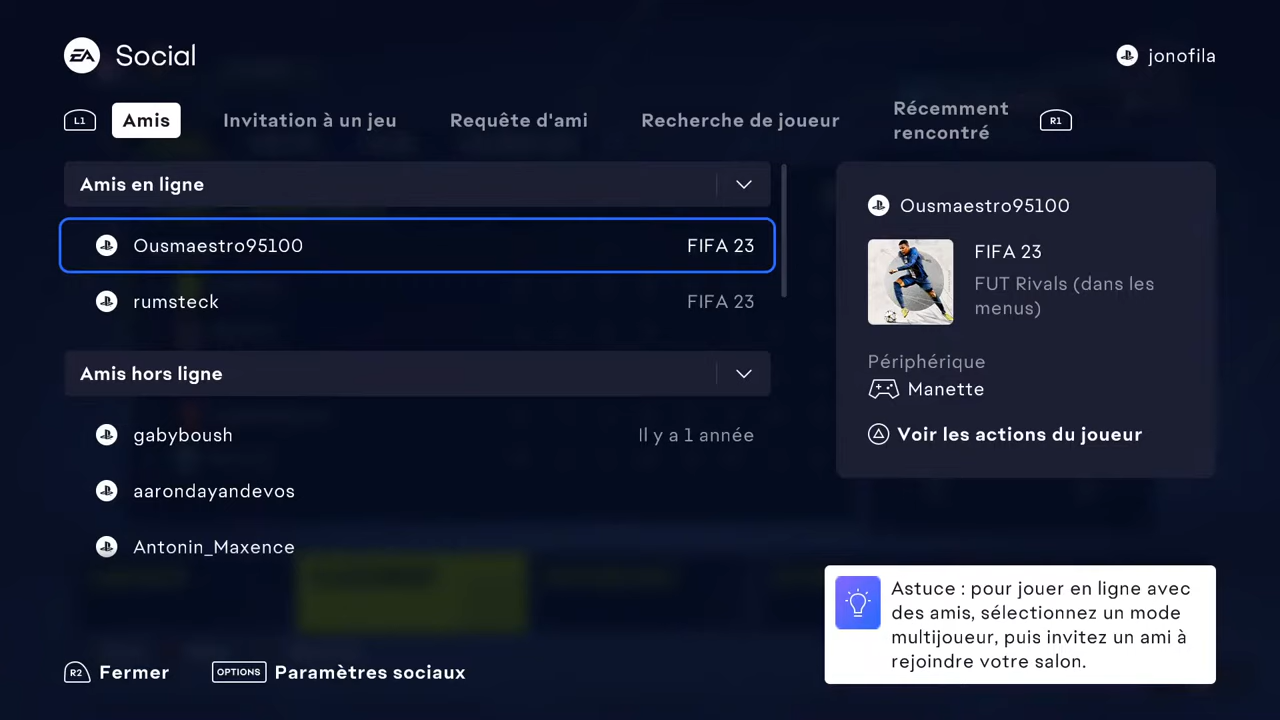 EA Social
jonofila
L1
Amis
Invitation à un jeu
Requête d'ami
Recherche de joueur
Récemment
rencontré
R1
Amis en ligne
Ousmaestro95100 FIFA 23
rumsteck FIFA 23
Amis hors ligne
gabyboush Il y a 1 année
aarondayandevos
Antonin_Maxence
Ousmaestro95100
FIFA 23
FUT Rivals (dans les
menus)
Périphérique
Manette
Voir les actions du joueur
Astuce : pour jouer en ligne avec
des amis, sélectionnez un mode
multijoueur, puis invitez un ami à
rejoindre votre salon.
R2 Fermer
OPTIONS Paramètres sociaux